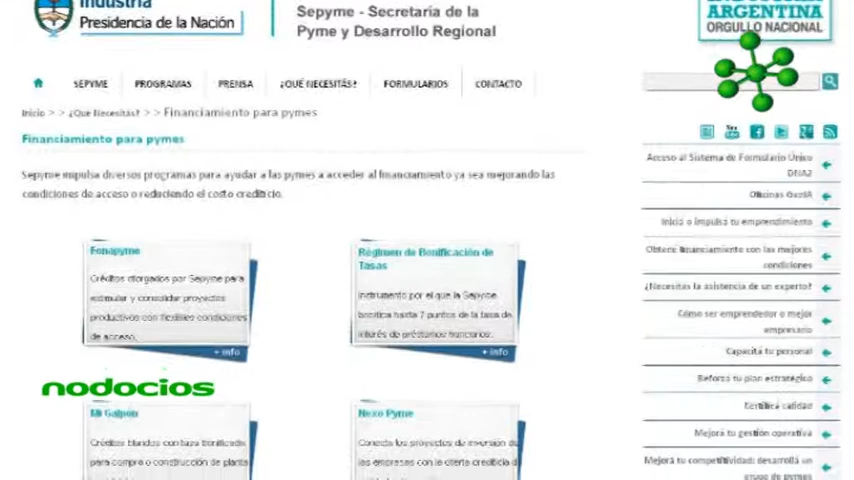 Industria
Presidencia de la Nación
Sepyme - Secretaría de la
Pyme y Desarrollo Regional
ARGENTINA
ORGULLO NACIONAL
SEPYME
PROGRAMAS
PRENSA
¿QUÉ NECESITÁS?
FORMULARIOS
CONTACTO
Inicio > > ¿Qué Necesitás? > > Financiamiento para pymes
Financiamiento para pymes
Sepyme impulsa diversos programas para ayudar a las pymes a acceder al financiamiento ya sea mejorando las
condiciones de acceso o reduciendo el costo crediticio.
Fonapyme
Créditos otorgados por Sepyme para
estimular y consolidar proyectos
productivos con flexibles condiciones
de acceso.
+ info
Régimen de Bonificación de
Tasas
Instrumento por el que la Sepyme
bonifica hasta 7 puntos de la tasa de
interés de préstamos bancarios.
+ info
nodocios
Mi Galpón
Créditos blandos con tasa bonificada
para compra o construcción de planta
Nexo Pyme
Conecta los proyectos de inversión de
las empresas con la oferta crediticia d
Acceso al Sistema de Formulario Único
DNA2
Oficinas GenIA
Iniciá o impulsá tu emprendimiento
Obtené financiamiento con las mejores
condiciones
¿Necesitás la asistencia de un experto?
Cómo ser emprendedor o mejor
empresario
Capacitá tu personal
Reforzá tu plan estratégico
Certificá calidad
Mejorá tu gestión operativa
Mejorá tu competitividad: desarrollá un
grupo de pymes